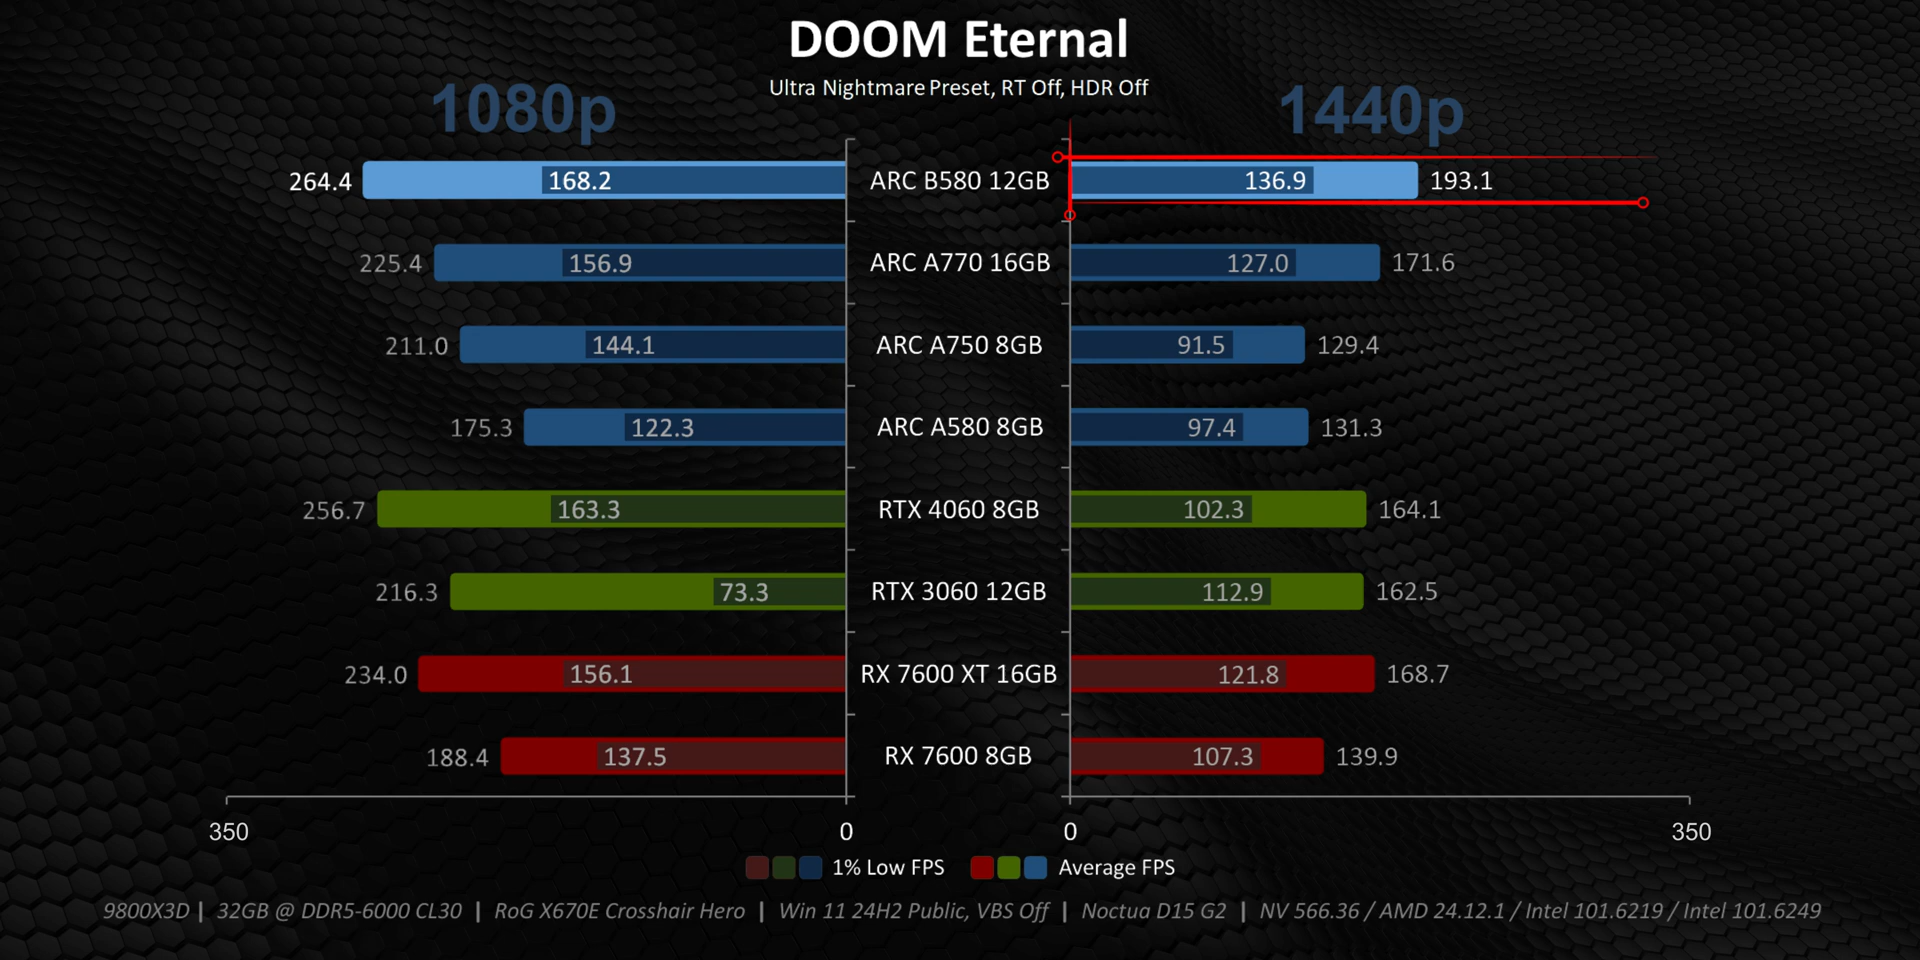 DOOM Eternal
Ultra Nightmare Preset, RT Off, HDR Off
1080p 1440p
264.4 168.2 ARC B580 12GB 136.9 193.1
225.4 156.9 ARC A770 16GB 127.0 171.6
211.0 144.1 ARC A750 8GB 91.5 129.4
175.3 122.3 ARC A580 8GB 97.4 131.3
256.7 163.3 RTX 4060 8GB 102.3 164.1
216.3 73.3 RTX 3060 12GB 112.9 162.5
234.0 156.1 RX 7600 XT 16GB 121.8 168.7
188.4 137.5 RX 7600 8GB 107.3 139.9
350 0 0 350
1% Low FPS Average FPS
9800X3D | 32GB @ DDR5-6000 CL30 | RoG X670E Crosshair Hero | Win 11 24H2 Public, VBS Off | Noctua D15 G2 | NV 566.36 / AMD 24.12.1 / Intel 101.6219 / Intel 101.6249